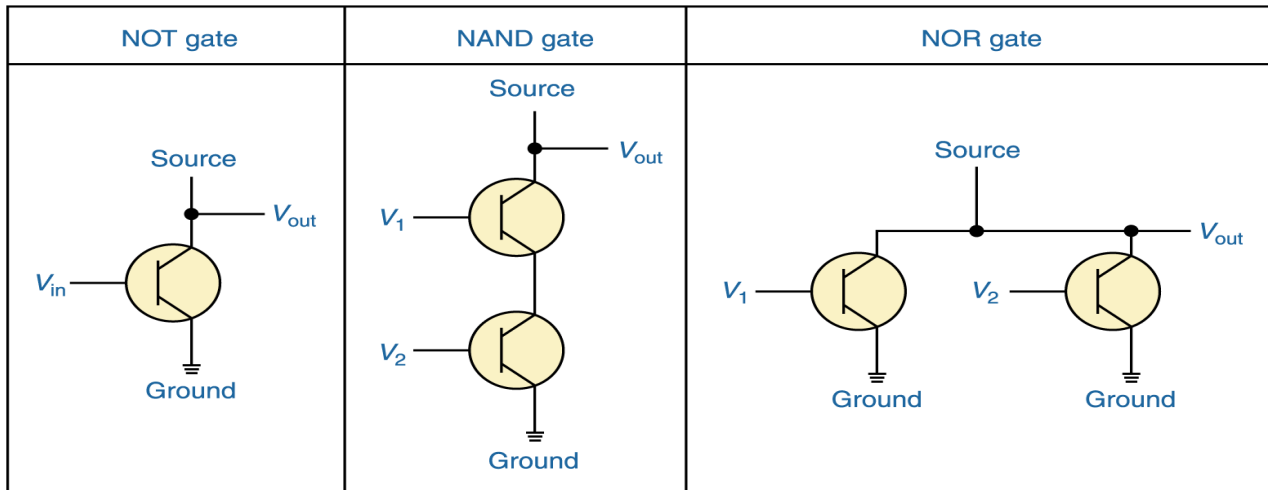 NOT gate
NAND gate
NOR gate
Source
Vout
Vin
Ground
Source
Vout
V1
V2
Ground
Source
Vout
V1
V2
Ground
Ground